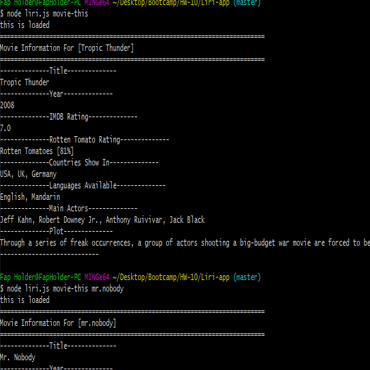 Fap Holder@FapHolder-PC MINGW64 ~/Desktop/Bootcamp/HW-10/Liri-app (master)
$ node liri.js movie-this
this is loaded
================================================================
Movie Information For [Tropic Thunder]
================================================================
--------------Title--------------
Tropic Thunder
--------------Year--------------
2008
--------------IMDB Rating--------------
7.0
--------------Rotten Tomato Rating--------------
Rotten Tomatoes [81%]
--------------Countries Show In--------------
USA, UK, Germany
--------------Languages Available--------------
English, Mandarin
--------------Main Actors--------------
Jeff Kahn, Robert Downey Jr., Anthony Ruivivar, Jack Black
--------------Plot--------------
Through a series of freak occurrences, a group of actors shooting a big-budget war movie are forced to be
----------------------------
Fap Holder@FapHolder-PC MINGW64 ~/Desktop/Bootcamp/HW-10/Liri-app (master)
$ node liri.js movie-this mr.nobody
this is loaded
================================================================
Movie Information For [mr.nobody]
================================================================
--------------Title--------------
Mr. Nobody
--------------Year--------------